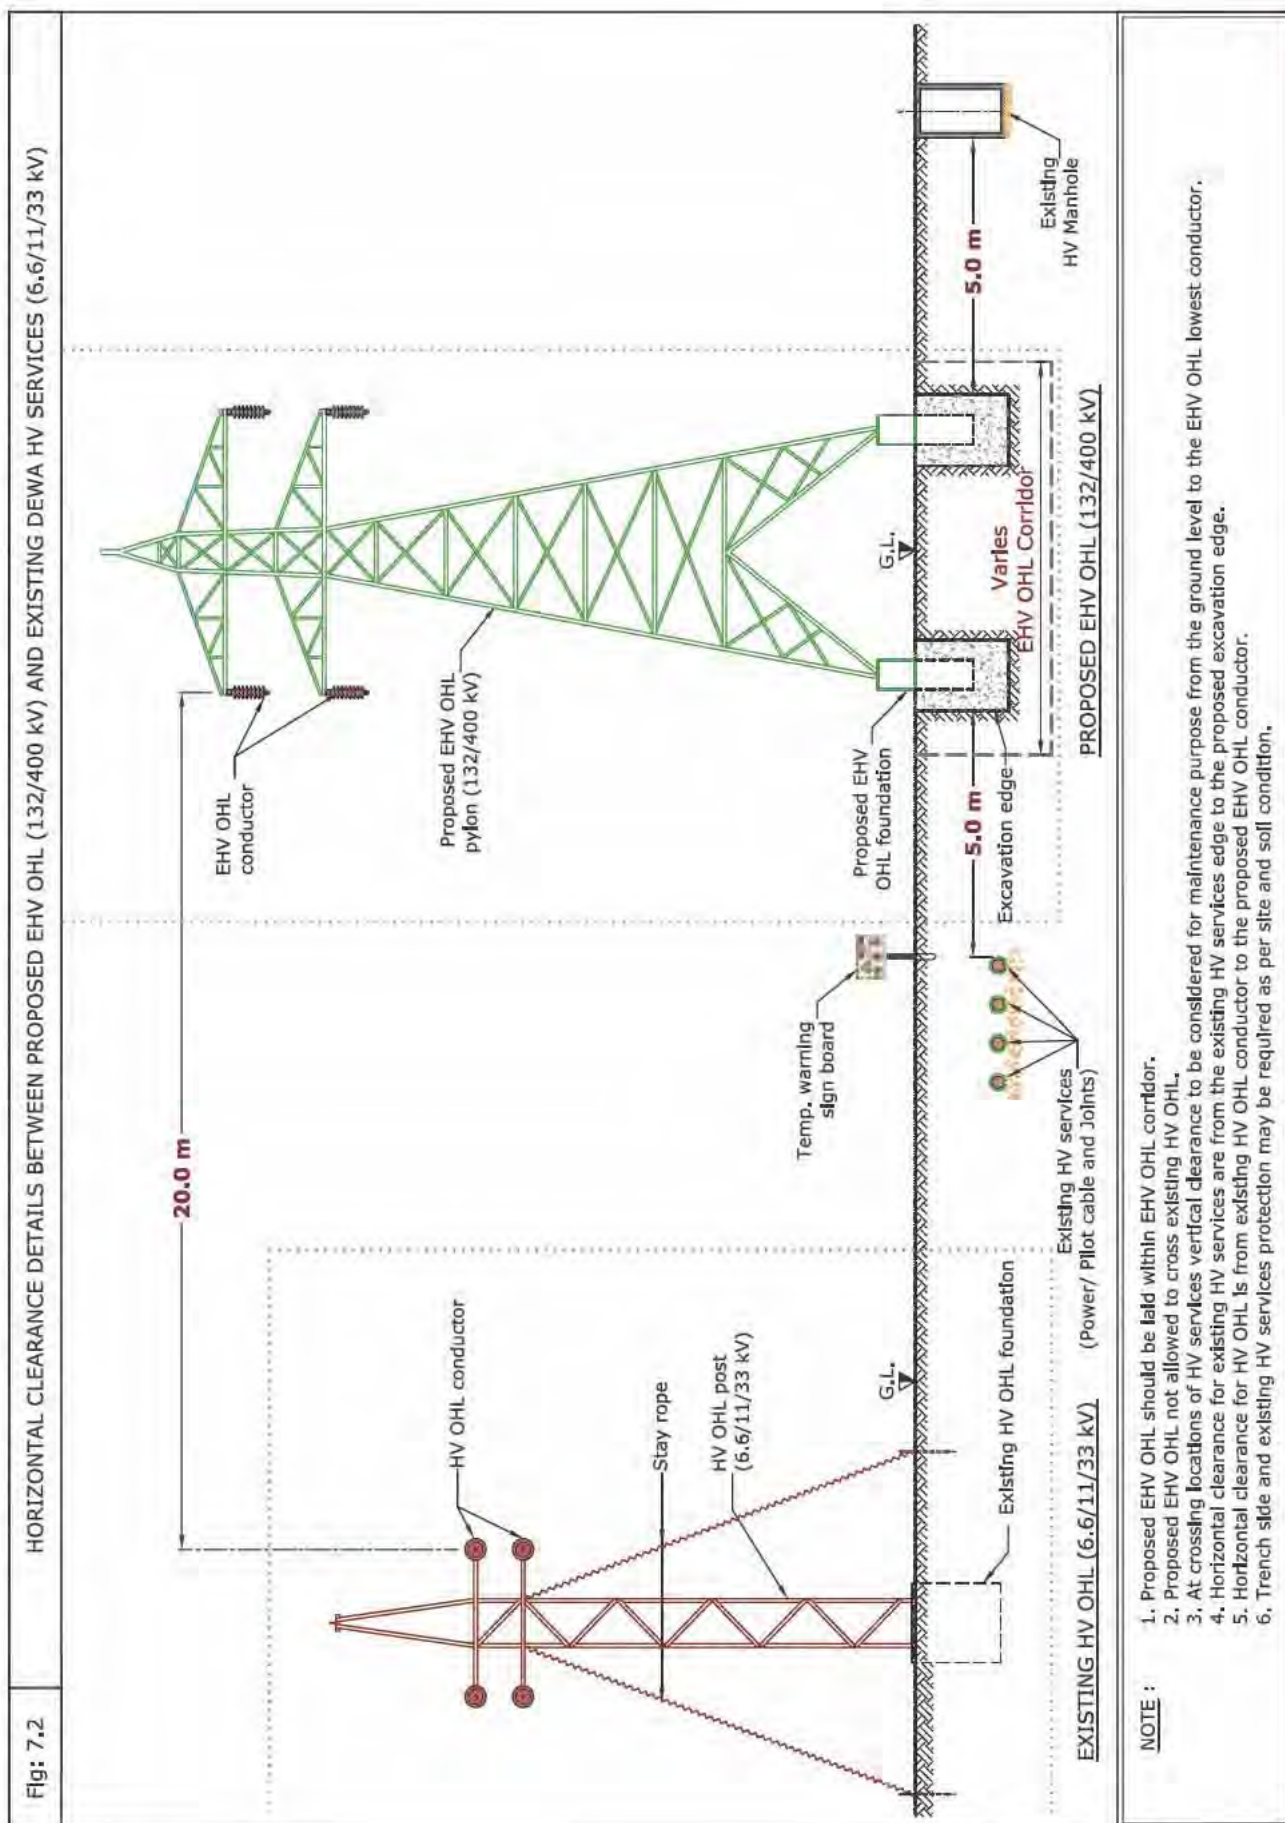 Fig: 7.2
HORIZONTAL CLEARANCE DETAILS BETWEEN PROPOSED EHV OHL (132/400 kV) AND EXISTING DEWA HV SERVICES (6.6/11/33 kV)
20.0 m
EHV OHL
conductor
HV OHL conductor
Proposed EHV OHL
pylon (132/400 kV)
Stay rope
HV OHL post
(6.6/11/33 kV)
Temp. warning
sign board
Proposed EHV
OHL foundation
G.L.
G.L.
5.0 m
5.0 m
Excavation edge
Varies
EHV OHL Corridor
Existing
HV Manhole
Existing HV OHL foundation
Existing HV services
(Power/ Pilot cable and Joints)
EXISTING HV OHL (6.6/11/33 kV)
PROPOSED EHV OHL (132/400 kV)
NOTE :
1. Proposed EHV OHL should be laid within EHV OHL corridor.
2. Proposed EHV OHL not allowed to cross existing HV OHL.
3. At crossing locations of HV services vertical clearance to be considered for maintenance purpose from the ground level to the EHV OHL lowest conductor.
4. Horizontal clearance for existing HV services are from the existing HV services edge to the proposed excavation edge.
5. Horizontal clearance for HV OHL is from existing HV OHL conductor to the proposed EHV OHL conductor.
6. Trench side and existing HV services protection may be required as per site and soil condition.